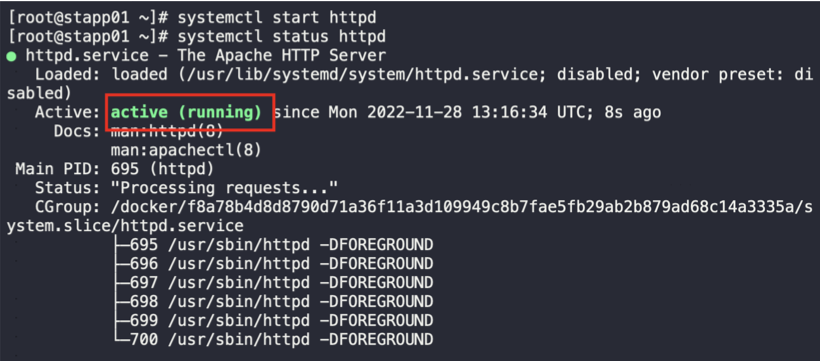 [root@stapp01 ~]# systemctl start httpd
[root@stapp01 ~]# systemctl status httpd
● httpd.service – The Apache HTTP Server
Loaded: loaded (/usr/lib/systemd/system/httpd.service; disabled; vendor preset: di
sabled)
Active: active (running) since Mon 2022-11-28 13:16:34 UTC; 8s ago
Docs: man:httpd(8)
man:apachectl(8)
Main PID: 695 (httpd)
Status: "Processing requests..."
CGroup: /docker/f8a78b4d8d8790d71a36f11a3d109949c8b7fae5fb29ab2b879ad68c14a3335a/s
ystem.slice/httpd.service
├─695 /usr/sbin/httpd -DFOREGROUND
├─696 /usr/sbin/httpd -DFOREGROUND
├─697 /usr/sbin/httpd -DFOREGROUND
├─698 /usr/sbin/httpd -DFOREGROUND
├─699 /usr/sbin/httpd -DFOREGROUND
└─700 /usr/sbin/httpd -DFOREGROUND